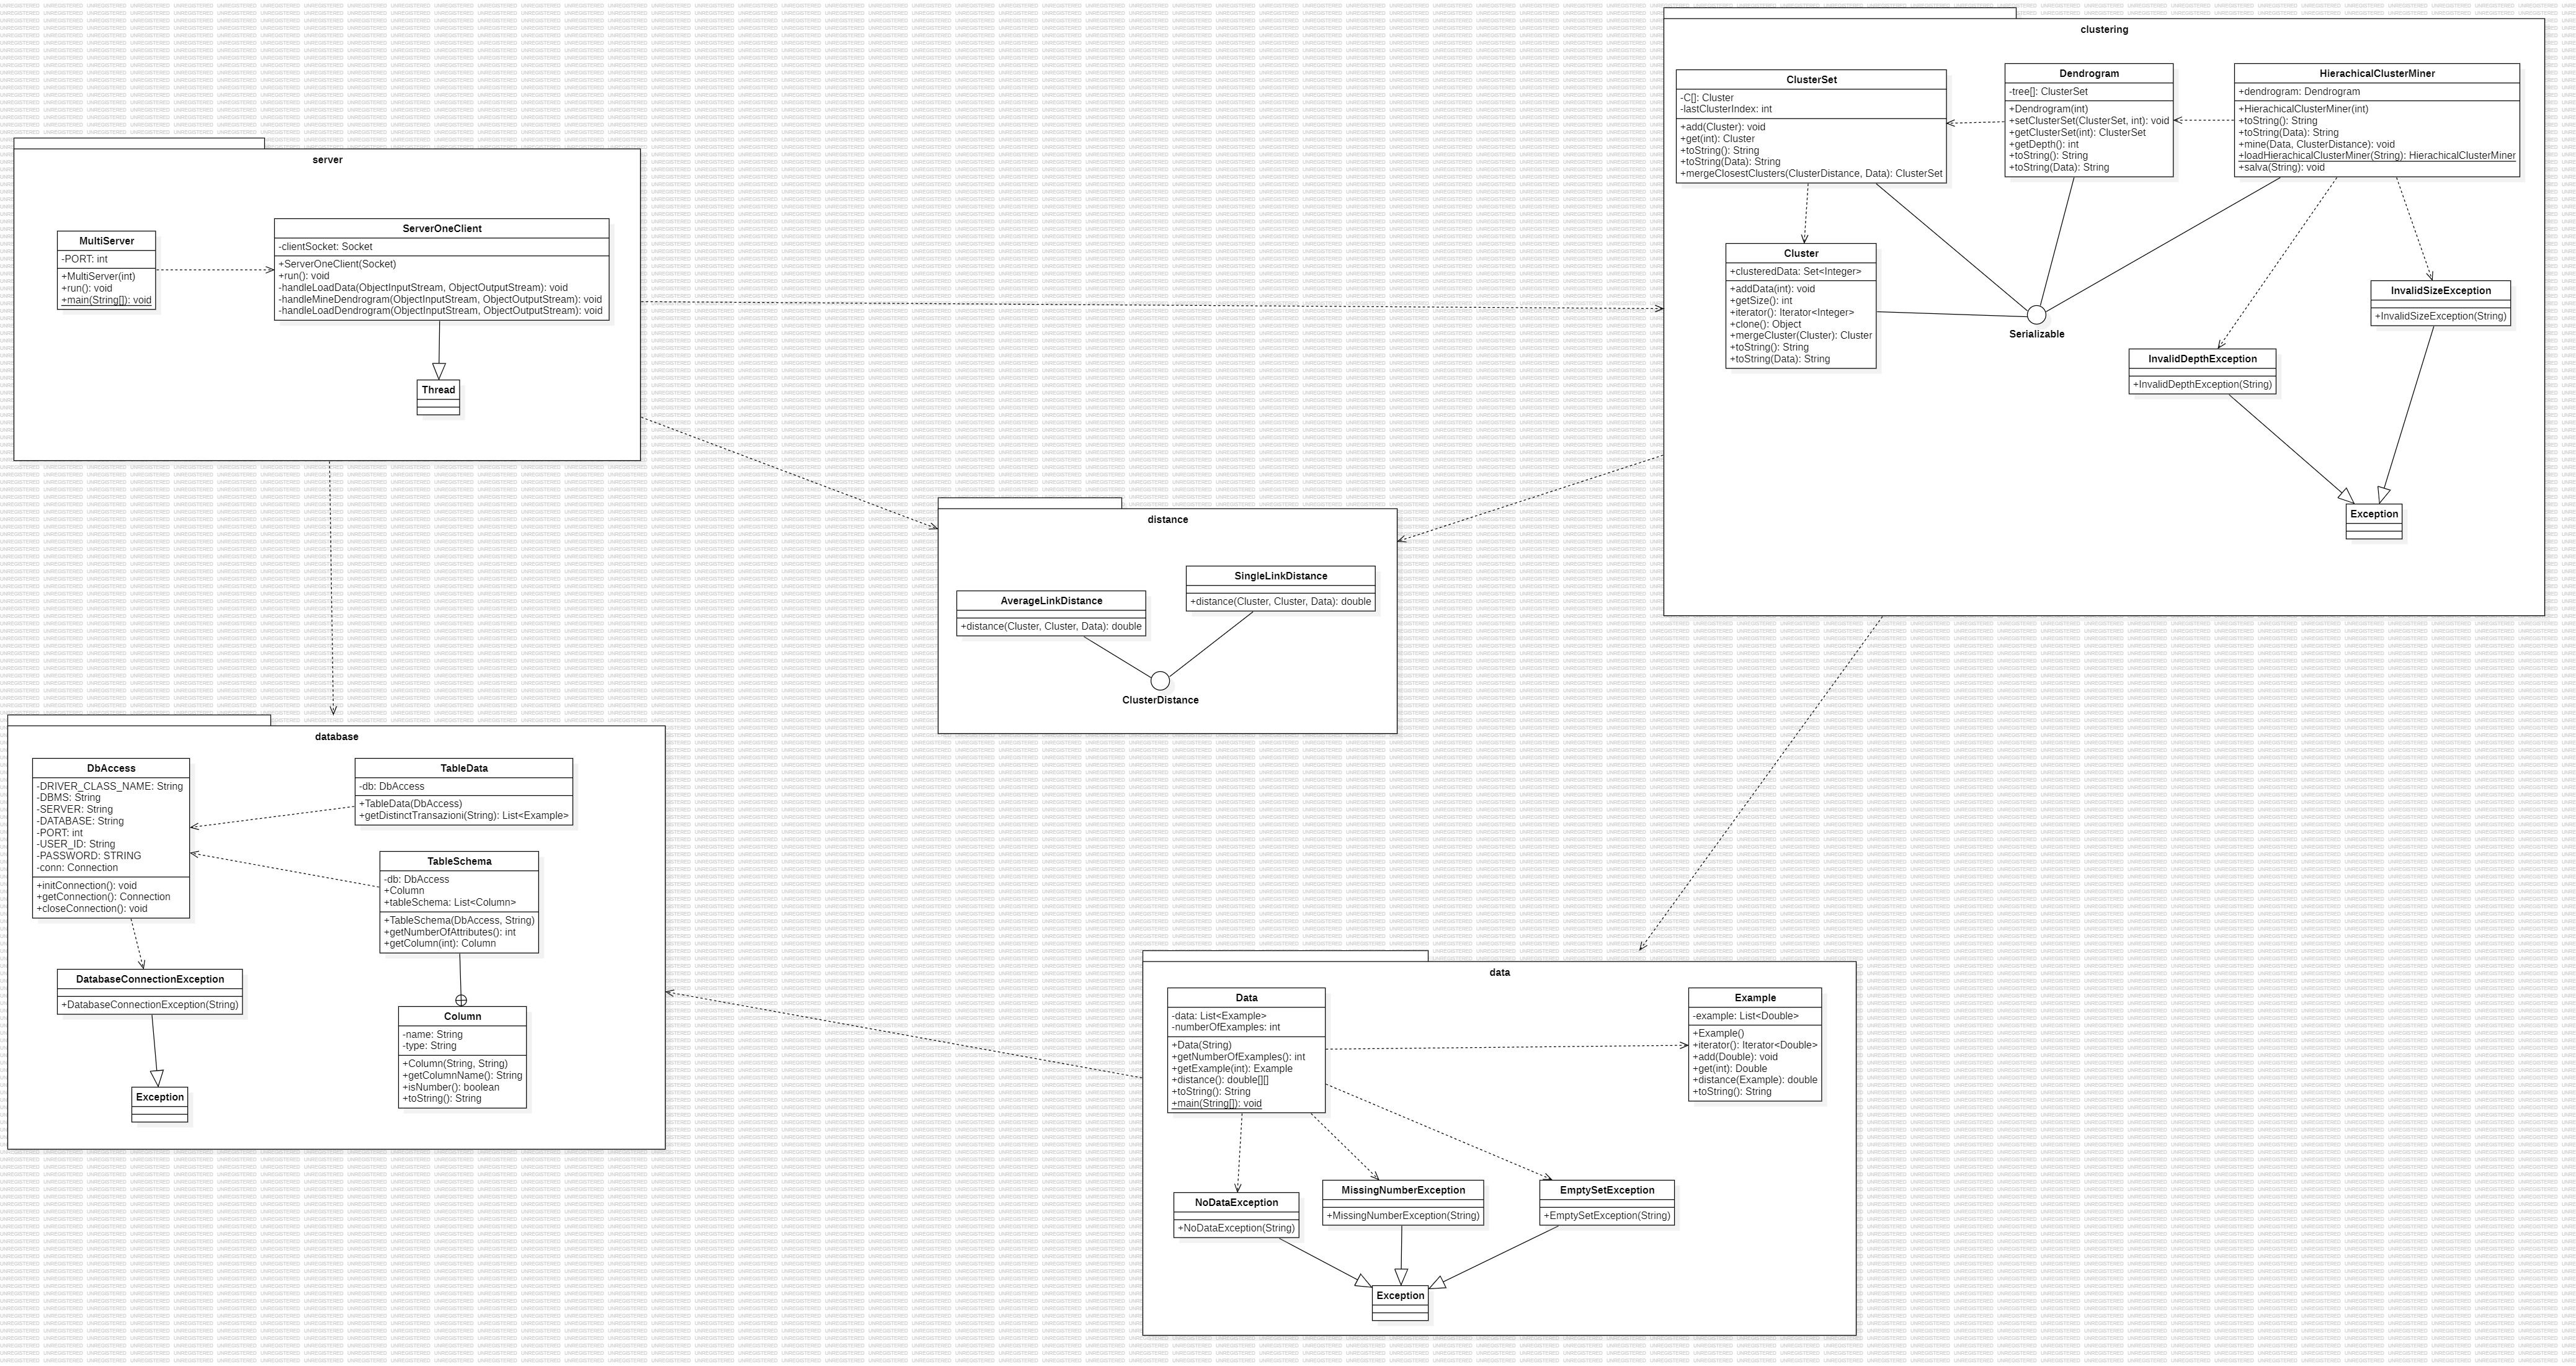 server
MultiServer
-PORT: int
+MultiServer(int)
+run(): void
+main(String[]): void
ServerOneClient
-clientSocket: Socket
+ServerOneClient(Socket)
+run(): void
-handleLoadData(ObjectInputStream, ObjectOutputStream): void
-handleMineDendrogram(ObjectInputStream, ObjectOutputStream): void
-handleLoadDendrogram(ObjectInputStream, ObjectOutputStream): void
Thread
clustering
ClusterSet
-C[]: Cluster
-lastClusterIndex: int
+add(Cluster): void
+get(int): Cluster
+toString(): String
+toString(Data): String
+mergeClosestClusters(ClusterDistance, Data): ClusterSet
Dendrogram
-tree[]: ClusterSet
+Dendrogram(int)
+setClusterSet(ClusterSet, int): void
+getClusterSet(int): ClusterSet
+getDepth(): int
+toString(): String
+toString(Data): String
HierachicalClusterMiner
+dendrogram: Dendrogram
+HierachicalClusterMiner(int)
+toString(): String
+toString(Data): String
+mine(Data, ClusterDistance): void
+loadHierachicalClusterMiner(String): HierachicalClusterMiner
+salva(String): void
Cluster
+clusteredData: Set<Integer>
+addData(int): void
+getSize(): int
+iterator(): Iterator<Integer>
+clone(): Object
+mergeCluster(Cluster): Cluster
+toString(): String
+toString(Data): String
Serializable
InvalidSizeException
+InvalidSizeException(String)
InvalidDepthException
+InvalidDepthException(String)
Exception
distance
AverageLinkDistance
+distance(Cluster, Cluster, Data): double
SingleLinkDistance
+distance(Cluster, Cluster, Data): double
ClusterDistance
database
DbAccess
-DRIVER_CLASS_NAME: String
-DBMS: String
-SERVER: String
-DATABASE: String
-PORT: int
-USER_ID: String
-PASSWORD: STRING
-conn: Connection
+initConnection(): void
+getConnection(): Connection
+closeConnection(): void
TableData
-db: DbAccess
+TableData(DbAccess)
+getDistinctTransazioni(String): List<Example>
TableSchema
-db: DbAccess
+Column
+tableSchema: List<Column>
+TableSchema(DbAccess, String)
+getNumberOfAttributes(): int
+getColumn(int): Column
DatabaseConnectionException
+DatabaseConnectionException(String)
Column
-name: String
-type: String
+Column(String, String)
+getColumnName(): String
+isNumber(): boolean
+toString(): String
Exception
data
Data
-data: List<Example>
-numberOfExamples: int
+Data(String)
+getNumberOfExamples(): int
+getExample(int): Example
+distance(): double[][]
+toString(): String
+main(String[]): void
Example
-example: List<Double>
+Example()
+iterator(): Iterator<Double>
+add(Double): void
+get(int): Double
+distance(Example): double
+toString(): String
NoDataException
+NoDataException(String)
MissingNumberException
+MissingNumberException(String)
EmptySetException
+EmptySetException(String)
Exception